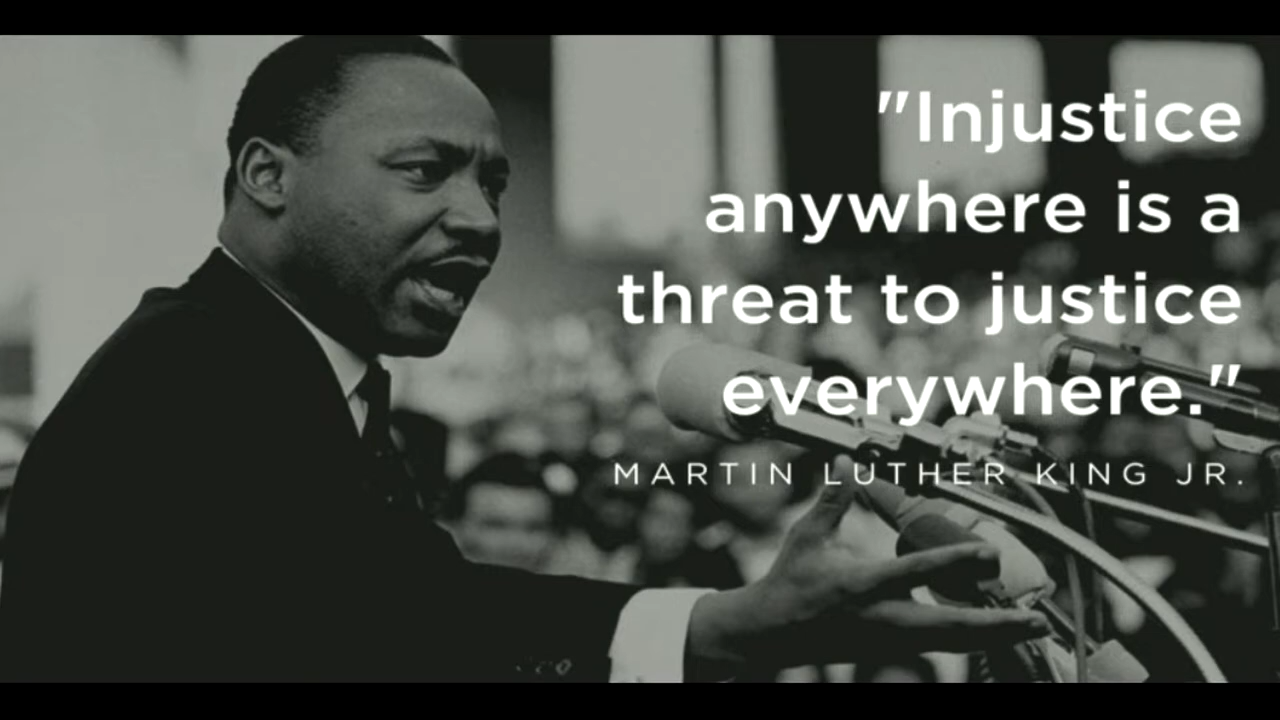 "Injustice
anywhere is a
threat to justice
everywhere."
MARTIN LUTHER KING JR.